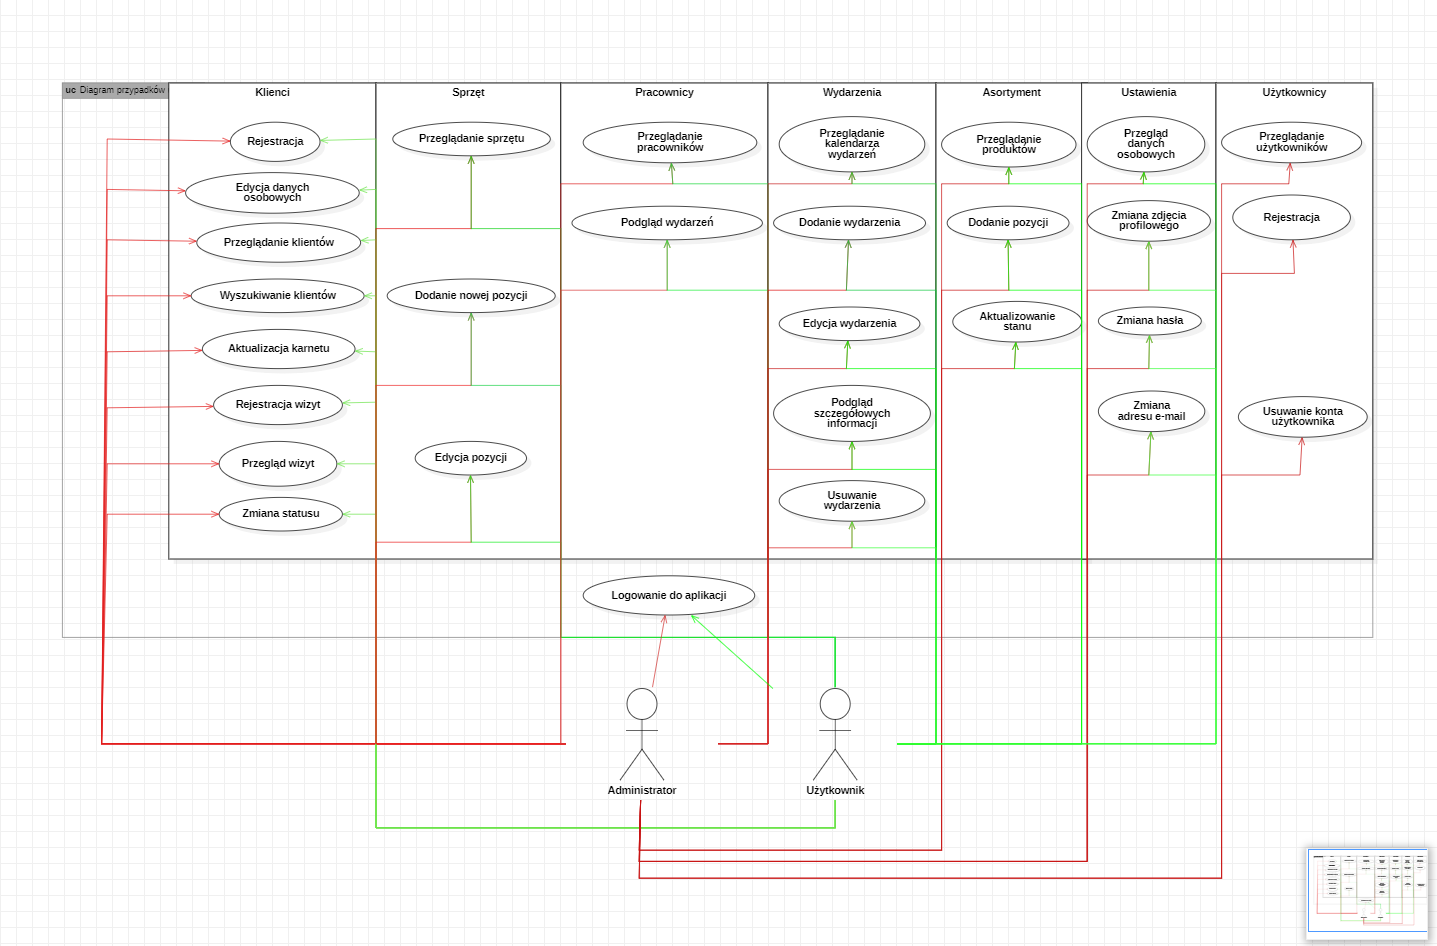 uc Diagram przypadków
Klienci
Rejestracja
Edycja danych
osobowych
Przeglądanie klientów
Wyszukiwanie klientów
Aktualizacja karnetu
Rejestracja wizyt
Przegląd wizyt
Zmiana statusu
Sprzęt
Przeglądanie sprzętu
Dodanie nowej pozycji
Edycja pozycji
Pracownicy
Przeglądanie
pracowników
Podgląd wydarzeń
Wydarzenia
Przeglądanie
kalendarza
wydarzeń
Dodanie wydarzenia
Edycja wydarzenia
Podgląd
szczegółowych
informacji
Usuwanie
wydarzenia
Asortyment
Przeglądanie
produktów
Dodanie pozycji
Aktualizowanie
stanu
Ustawienia
Przegląd
danych
osobowych
Zmiana zdjęcia
profilowego
Zmiana hasła
Zmiana
adresu e-mail
Użytkownicy
Przeglądanie
użytkowników
Rejestracja
Usuwanie konta
użytkownika
Logowanie do aplikacji
Administrator
Użytkownik